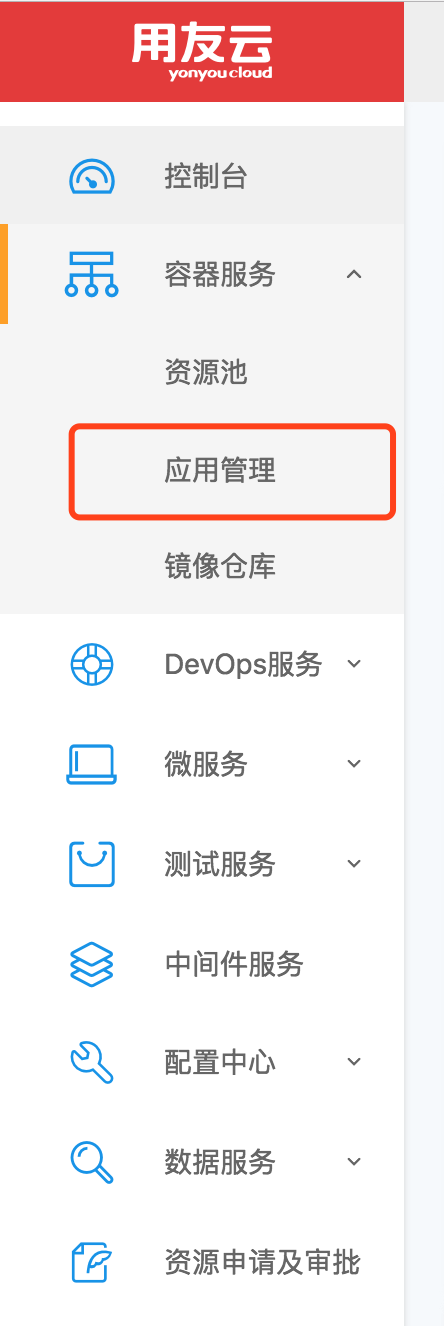 用友云
yonyou cloud
控制台
容器服务
资源池
应用管理
镜像仓库
DevOps服务
微服务
测试服务
中间件服务
配置中心
数据服务
资源申请及审批